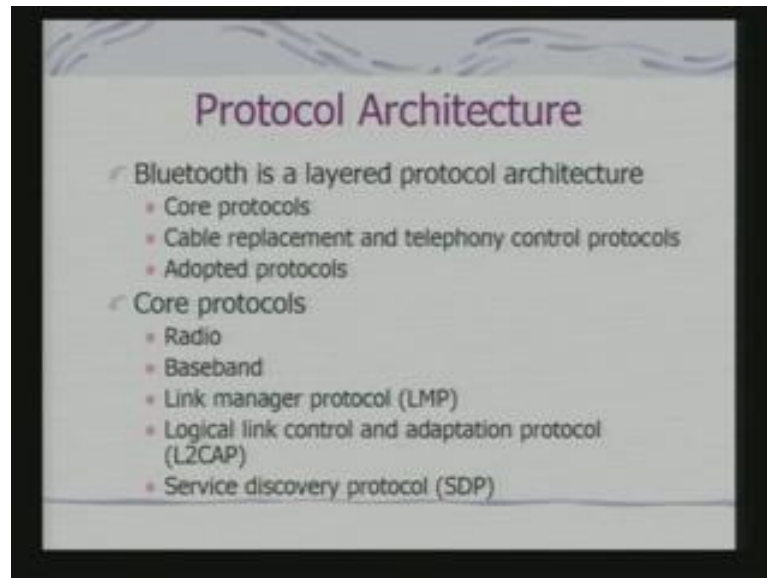 Protocol Architecture
Bluetooth is a layered protocol architecture
Core protocols
Cable replacement and telephony control protocols
Adopted protocols
Core protocols
Radio
Baseband
Link manager protocol (LMP)
Logical link control and adaptation protocol
(L2CAP)
Service discovery protocol (SDP)